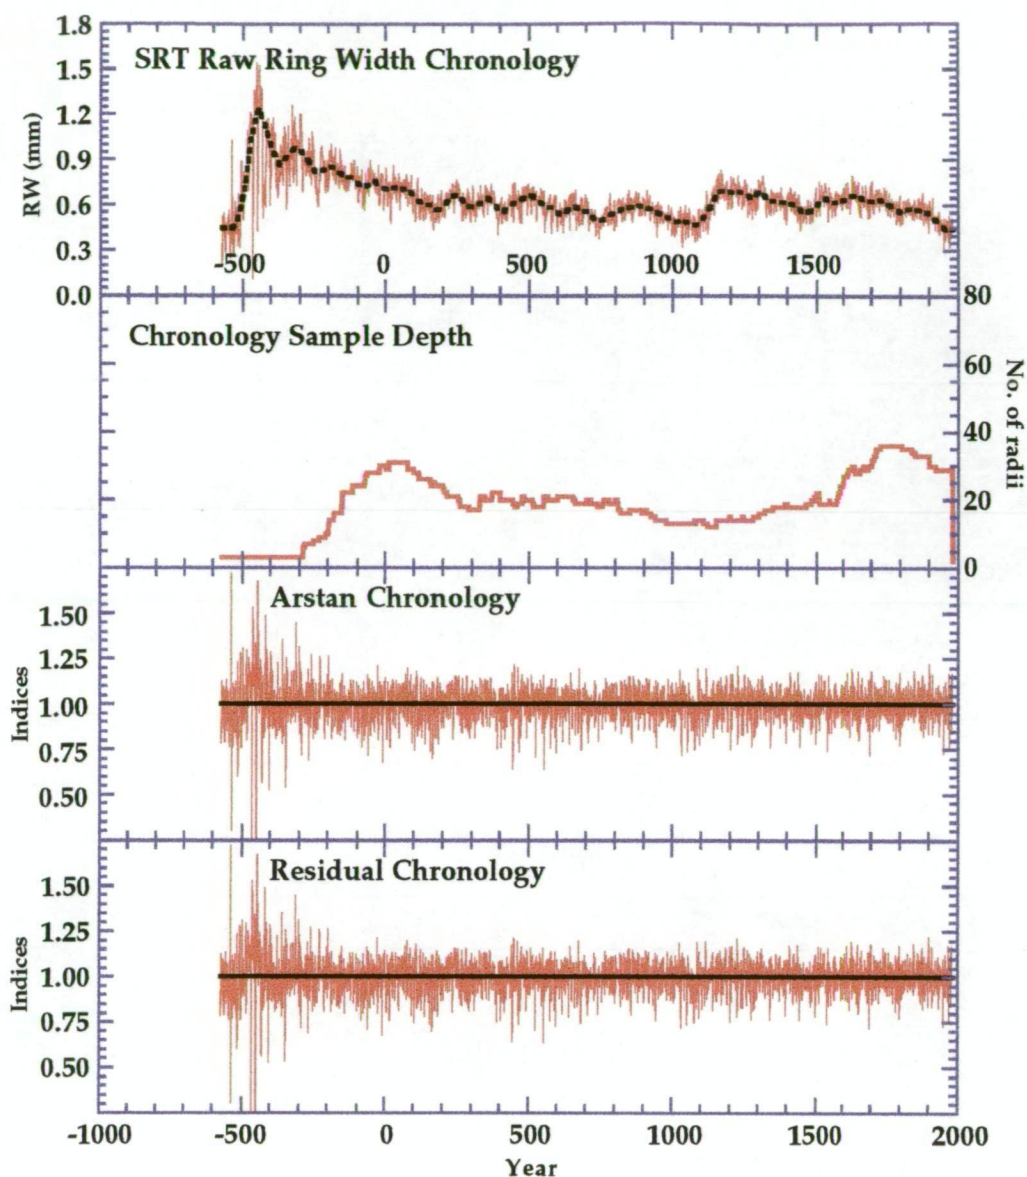 1.8
SRT Raw Ring Width Chronology
1.5
1.2
0.9
0.6
0.3
0.0
RW (mm)
-500 0 500 1000 1500
80
Chronology Sample Depth
60
40
20
0
No. of radii
Arstan Chronology
1.50
1.25
1.00
0.75
0.50
Indices
Residual Chronology
1.50
1.25
1.00
0.75
0.50
Indices
-1000 -500 0 500 1000 1500 2000
Year